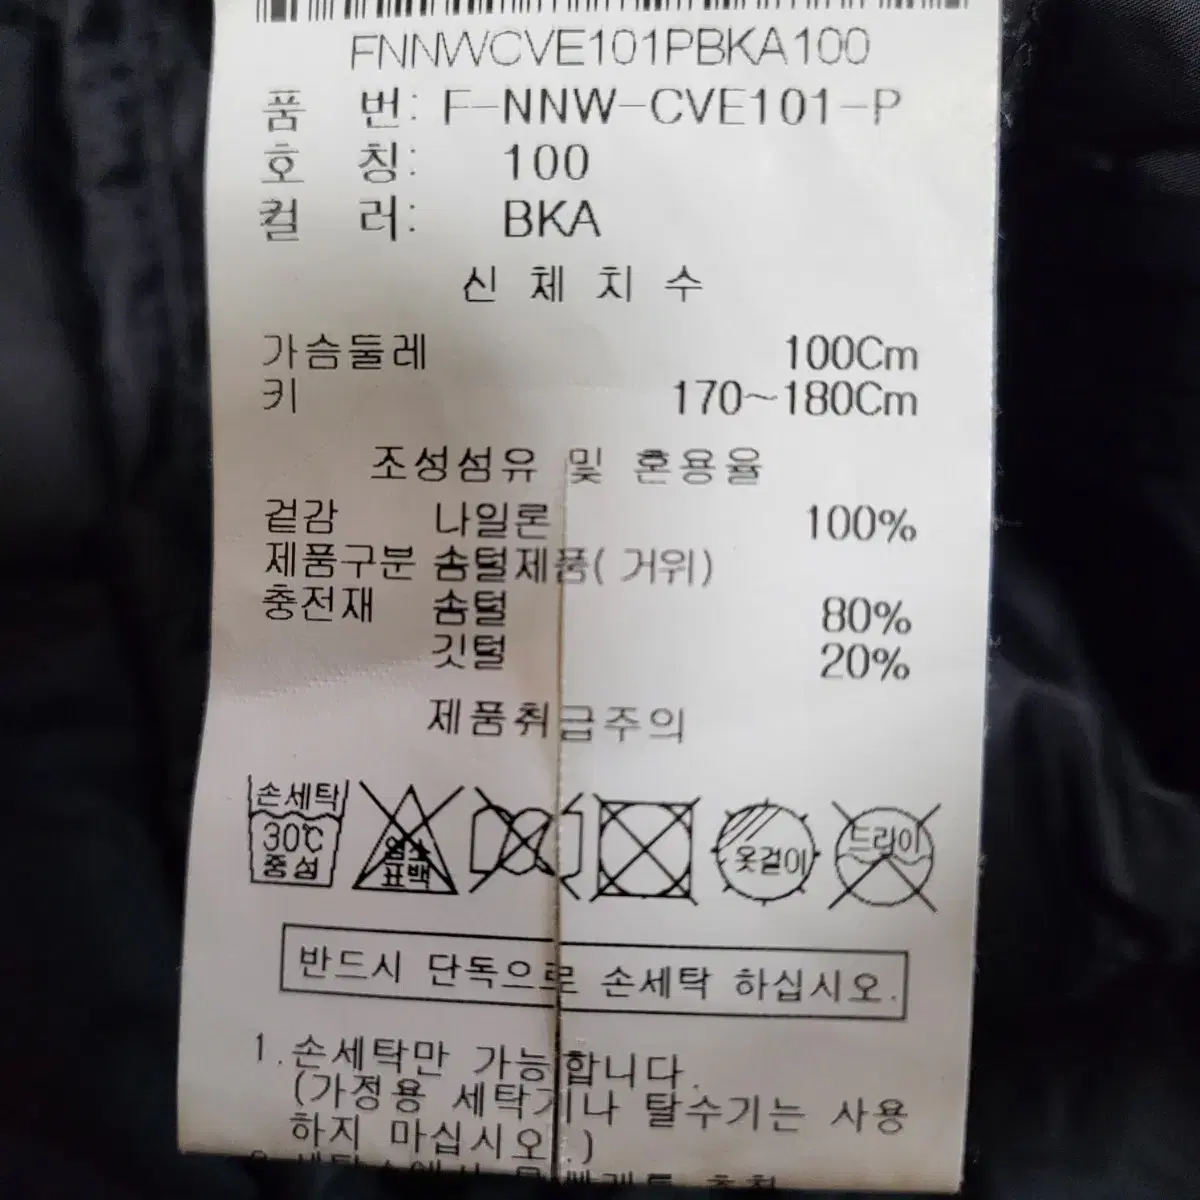 FNNWCVE101PBKA100
품 번: F-NNW-CVE101-P
호 칭: 100
컬 러: BKA
신 체 치 수
가슴둘레 100Cm
키 170~180Cm
조성섬유 및 혼용율
겉감 나일론 100%
제품구분 솜털제품( 거위)
충전재 솜털 80%
깃털 20%
제품취급주의
손세탁
30℃
중성
염소
표백
옷걸이
드라이
반드시 단독으로 손세탁 하십시오.
1.손세탁만 가능합니다.
(가정용 세탁기나 탈수기는 사용
하지 마십시오.)